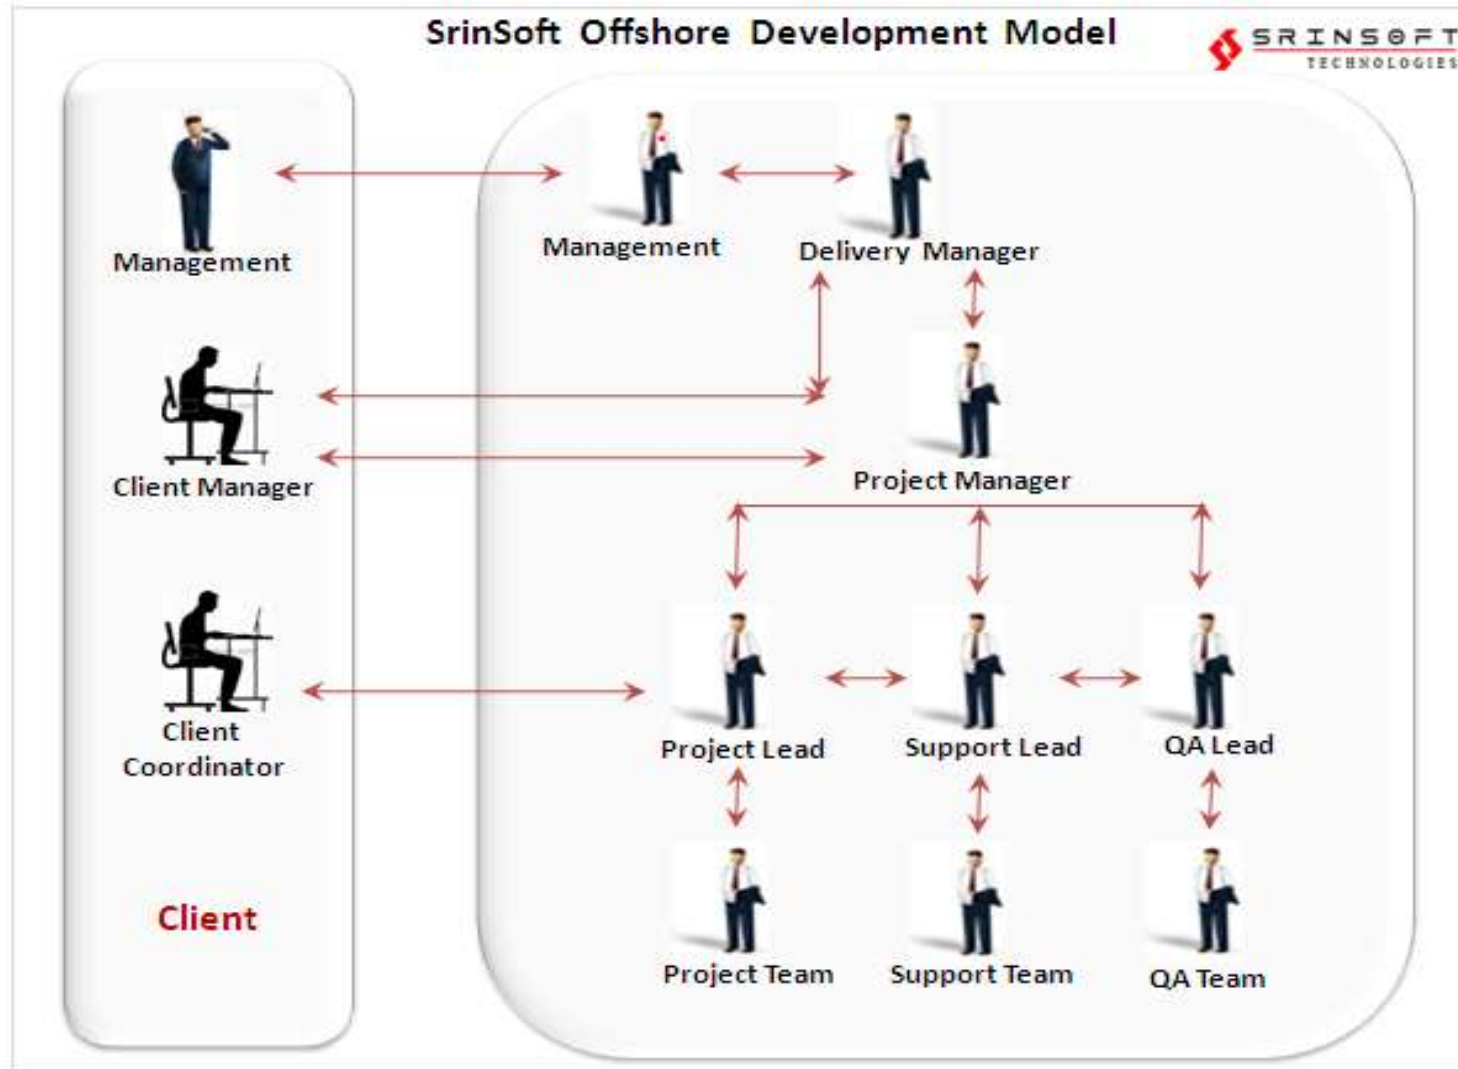 SrinSoft Offshore Development Model
SRINSOFT
TECHNOLOGIES
Management
Management
Delivery Manager
Client Manager
Project Manager
Client
Coordinator
Project Lead
Support Lead
QA Lead
Client
Project Team
Support Team
QA Team